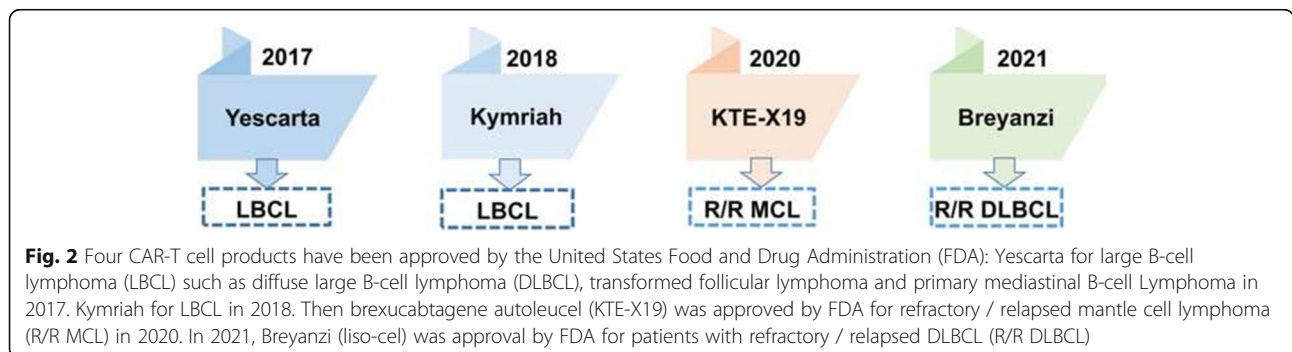 2017 2018 2020 2021
Yescarta Kymriah KTE-X19 Breyanzi
LBCL LBCL R/R MCL R/R DLBCL
Fig. 2 Four CAR-T cell products have been approved by the United States Food and Drug Administration (FDA): Yescarta for large B-cell
lymphoma (LBCL) such as diffuse large B-cell lymphoma (DLBCL), transformed follicular lymphoma and primary mediastinal B-cell Lymphoma in
2017. Kymriah for LBCL in 2018. Then brexucabtagene autoleucel (KTE-X19) was approved by FDA for refractory / relapsed mantle cell lymphoma
(R/R MCL) in 2020. In 2021, Breyanzi (liso-cel) was approval by FDA for patients with refractory / relapsed DLBCL (R/R DLBCL)